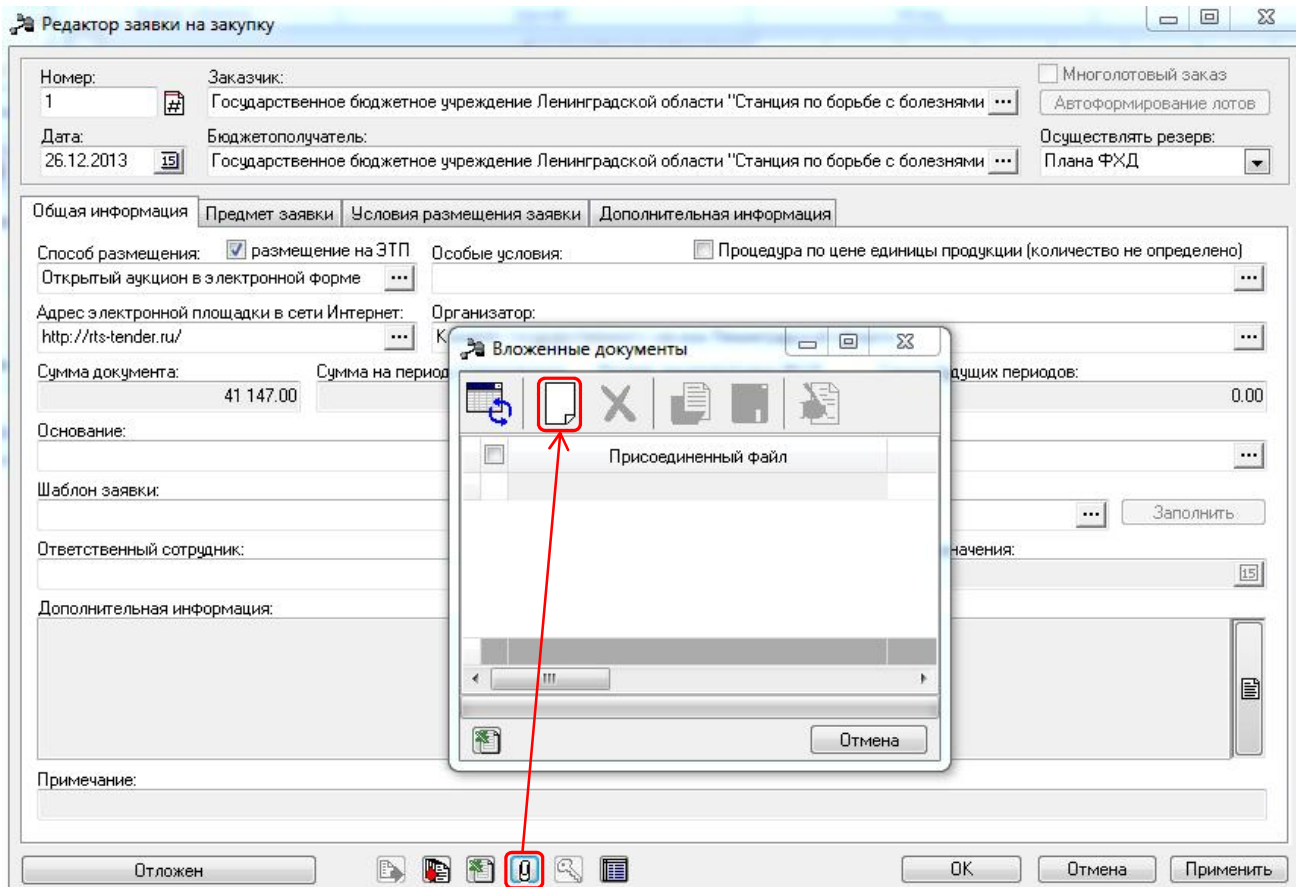 Редактор заявки на закупку
Номер: Заказчик: Многолотовый заказ
1 # Государственное бюджетное учреждение Ленинградской области "Станция по борьбе с болезнями ... Автоформирование лотов
Дата: Бюджетополучатель: Осуществлять резерв:
26.12.2013 15 Государственное бюджетное учреждение Ленинградской области "Станция по борьбе с болезнями ... Плана ФХД
Общая информация Предмет заявки Условия размещения заявки Дополнительная информация
Способ размещения: размещение на ЭТП Особые условия: Процедура по цене единицы продукции (количество не определено)
Открытый аукцион в электронной форме ... ...
Адрес электронной площадки в сети Интернет: Организатор:
http://rts-tender.ru/ ... К ...
Вложенные документы
Сумма документа: Сумма на период дущих периодов:
41 147.00 0.00
Основание:
...
Присоединенный файл
Шаблон заявки:
... Заполнить
Ответственный сотрудник: начения:
15
Дополнительная информация:
Отмена
Примечание:
Отложен OK Отмена Применить